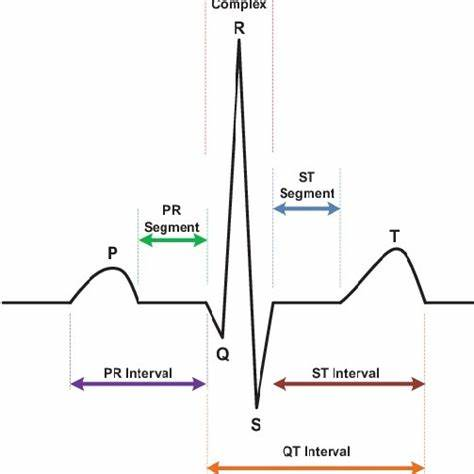 Complex
R
ST
Segment
PR
Segment
T
P
Q
PR Interval
ST Interval
S
QT Interval